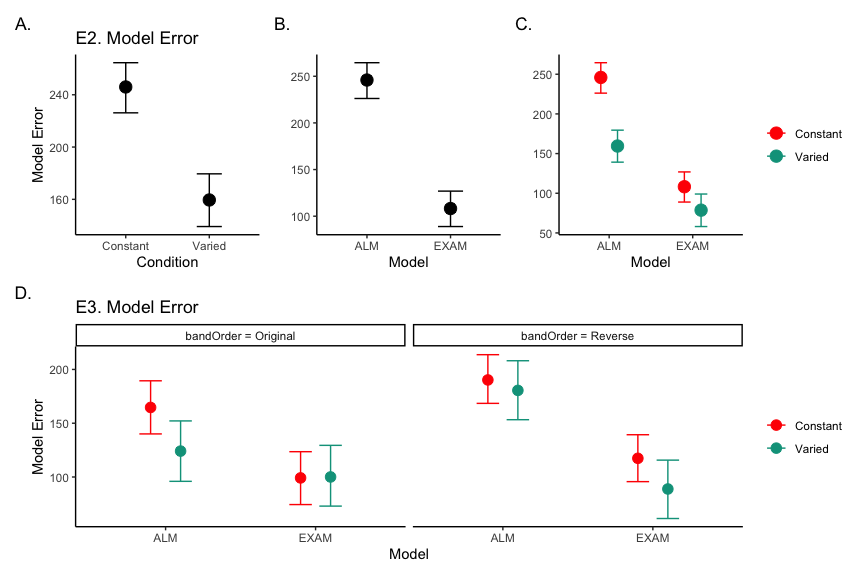 A.
E2. Model Error
240
200
160
Model Error
Constant
Varied
Condition
B.
250
200
150
100
ALM
EXAM
Model
C.
250
200
150
100
50
ALM
EXAM
Model
Constant
Varied
D.
E3. Model Error
bandOrder = Original
bandOrder = Reverse
200
150
100
Model Error
ALM
EXAM
ALM
EXAM
Model
Constant
Varied